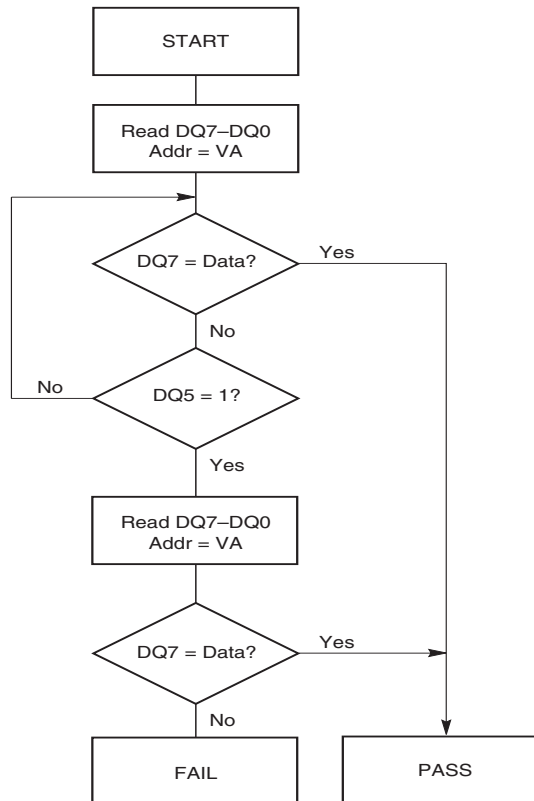 START
Read DQ7–DQ0
Addr = VA
DQ7 = Data?
Yes
No
No
DQ5 = 1?
Yes
Read DQ7–DQ0
Addr = VA
DQ7 = Data?
Yes
No
FAIL
PASS